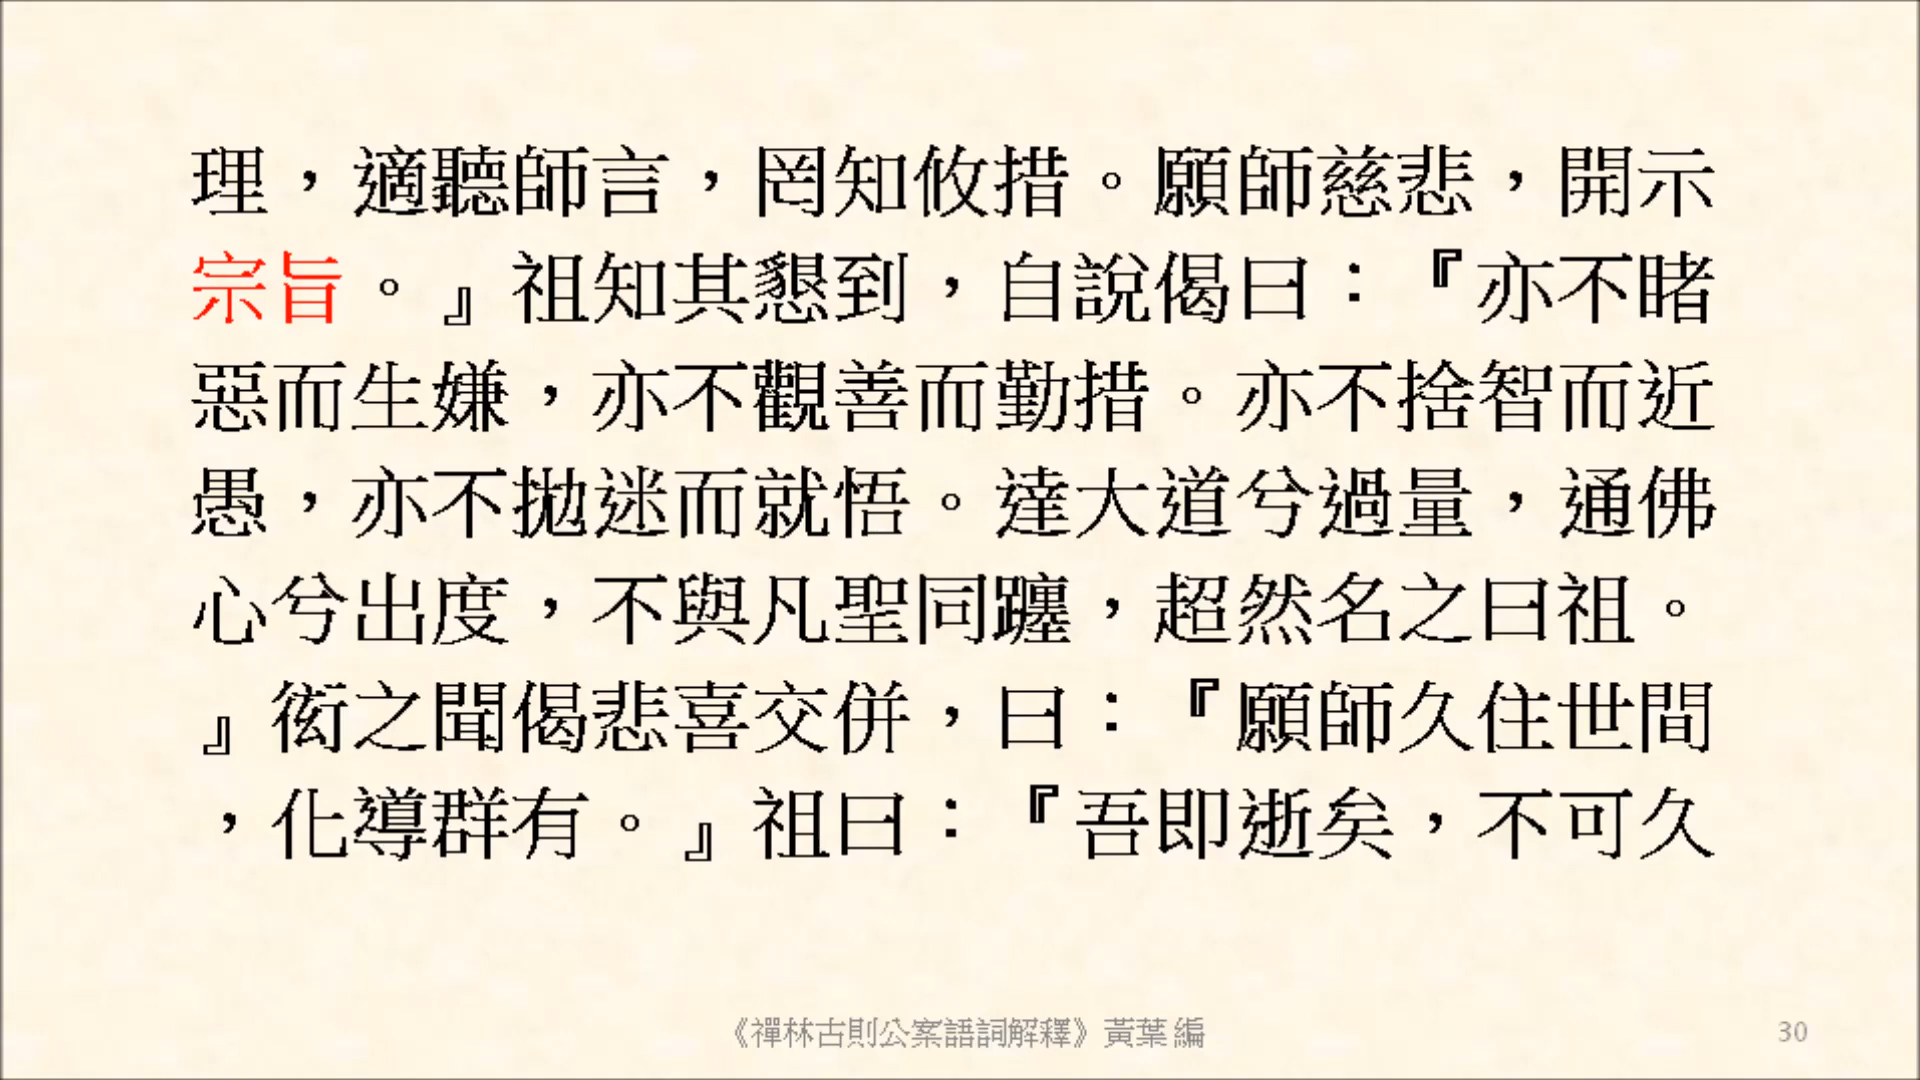 理，適聽師言，罔知攸措。願師慈悲，開示
宗旨。』祖知其懇到，自說偈曰：『亦不睹
惡而生嫌，亦不觀善而勤措。亦不捨智而近
愚，亦不拋迷而就悟。達大道兮過量，通佛
心兮出度，不與凡聖同躔，超然名之曰祖。
』衒之聞偈悲喜交併，曰：『願師久住世間
，化導群有。』祖曰：『吾即逝矣，不可久
《禪林古則公案語詞解釋》黃葉 編
30